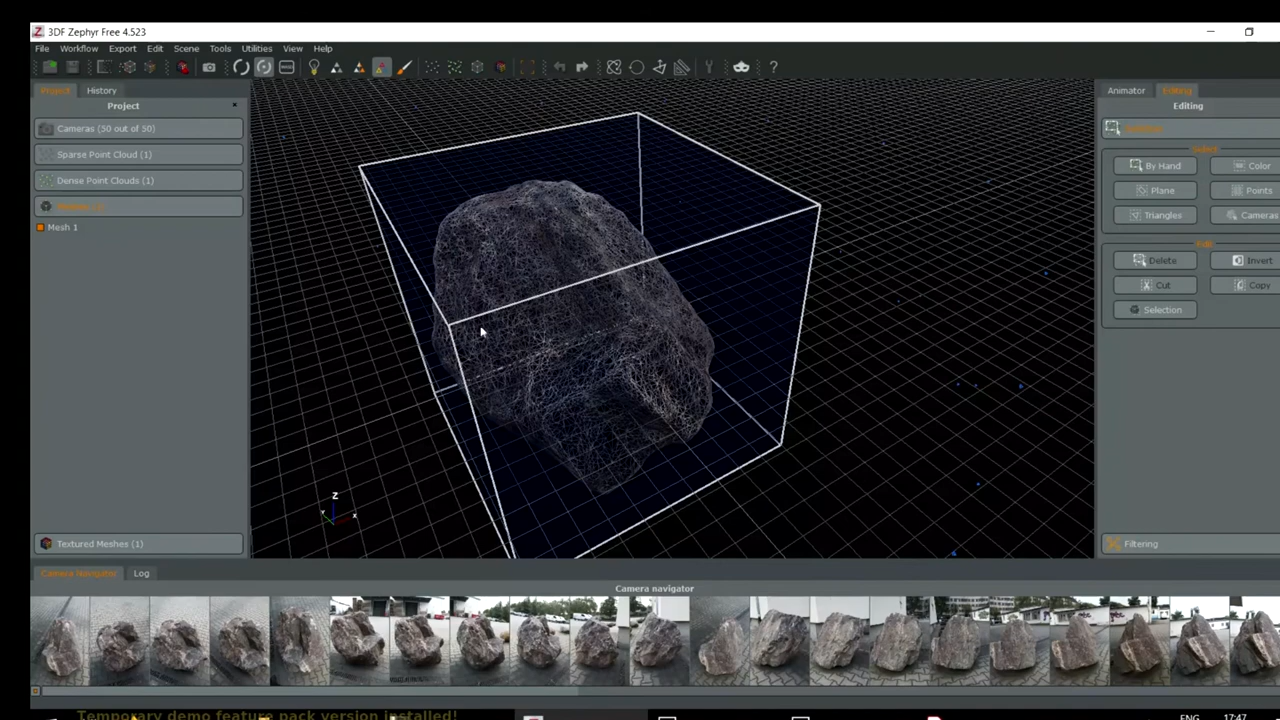 3DF Zephyr Free 4.523
File Workflow Export Edit Scene Tools Utilities View Help
Project History
Project
Cameras (50 out of 50)
Sparse Point Cloud (1)
Dense Point Clouds (1)
Mesh 1
Textured Meshes (1)
Z
Y
x
Animator Editing
Editing
Select
By Hand Color
Plane Points
Triangles Cameras
Edit
Delete Invert
Cut Copy
Selection
Filtering
Camera Navigator Log
Camera navigator
Temporary demo feature pack version installed!
ENG 17:47